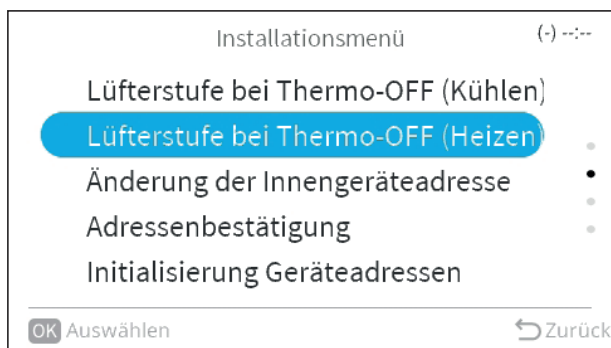 Installationsmenü
(-) --:--
Lüfterstufe bei Thermo-OFF (Kühlen)
Lüfterstufe bei Thermo-OFF (Heizen)
Änderung der Innengeräteadresse
Adressenbestätigung
Initialisierung Geräteadressen
OK Auswählen
Zurück